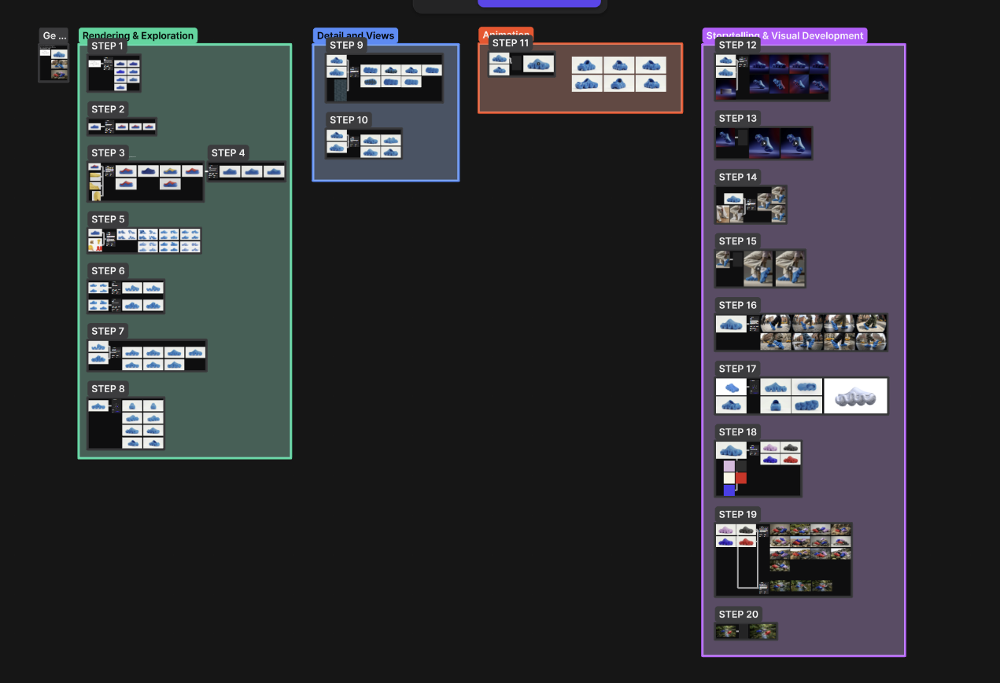 Ge ...
Rendering & Exploration
STEP 1
STEP 2
STEP 3
STEP 4
STEP 5
STEP 6
STEP 7
STEP 8
Detail and Views
STEP 9
STEP 10
Animation
STEP 11
Storytelling & Visual Development
STEP 12
STEP 13
STEP 14
STEP 15
STEP 16
STEP 17
STEP 18
STEP 19
STEP 20